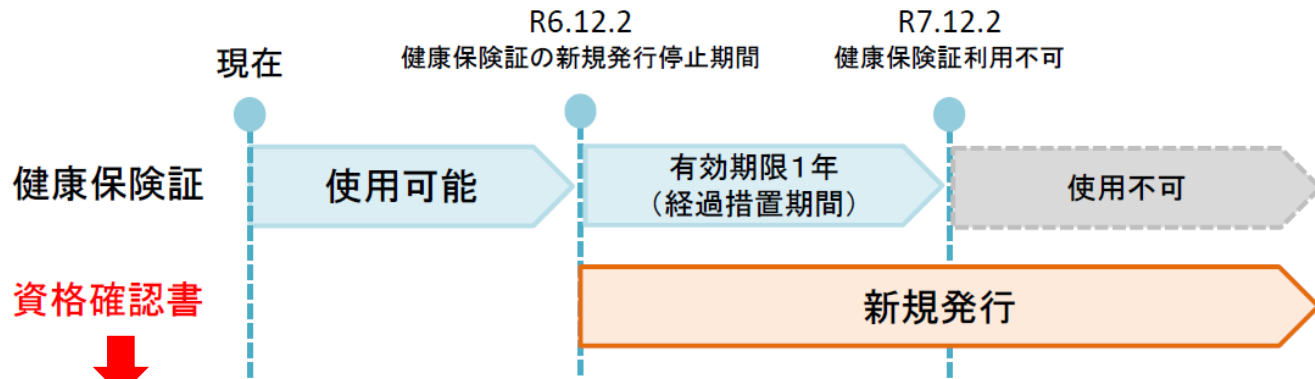 現在
R6.12.2
健康保険証の新規発行停止期間
R7.12.2
健康保険証利用不可
健康保険証
使用可能
有効期限１年
（経過措置期間）
使用不可
資格確認書
新規発行